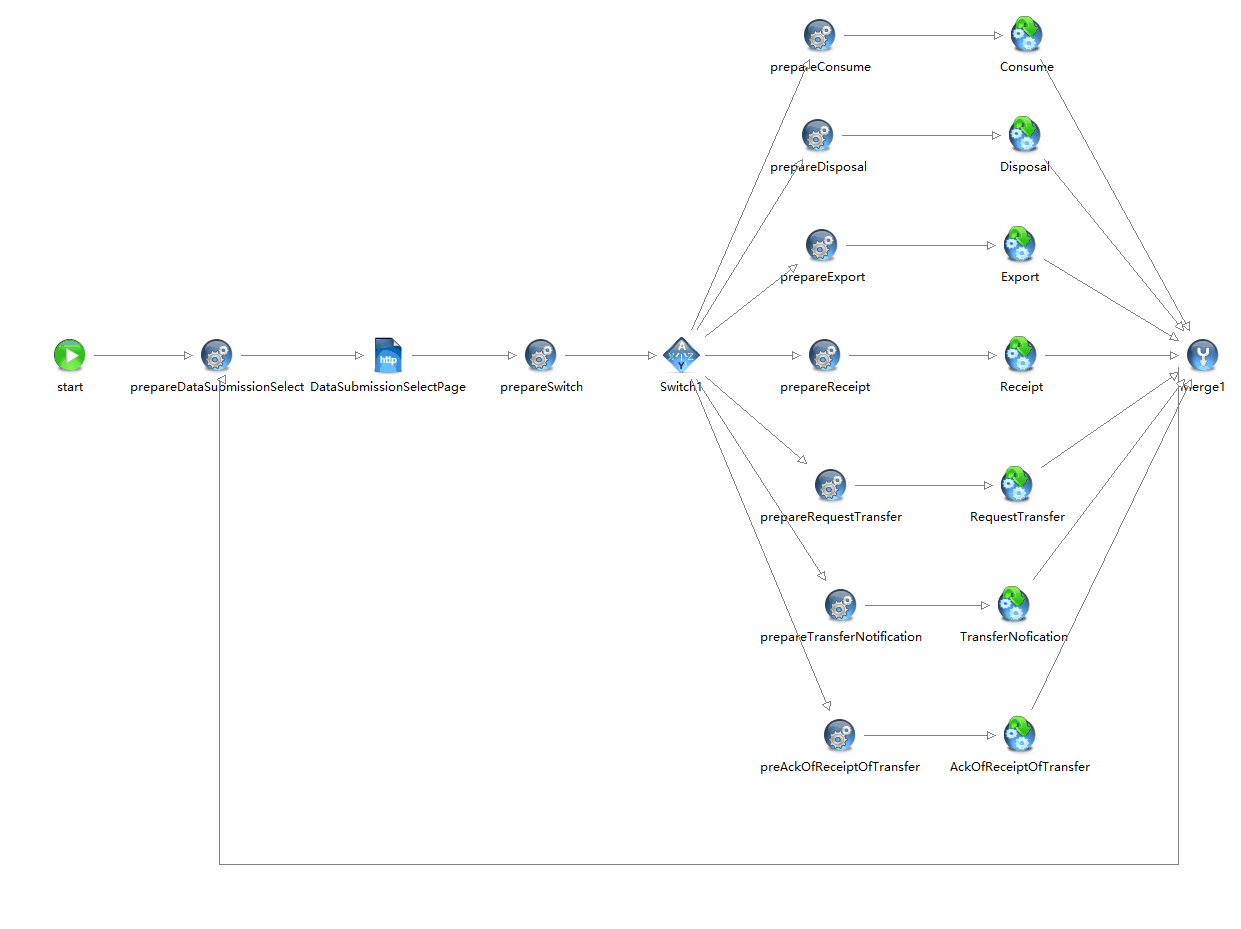 prepareConsume
Consume
prepareDisposal
Disposal
prepareExport
Export
http
start
prepareDataSubmissionSelect
DataSubmissionSelectPage
prepareSwitch
A
Y
Switch1
prepareReceipt
Receipt
Merge1
prepareRequestTransfer
RequestTransfer
prepareTransferNotification
TransferNofication
preAckOfReceiptOfTransfer
AckOfReceiptOfTransfer